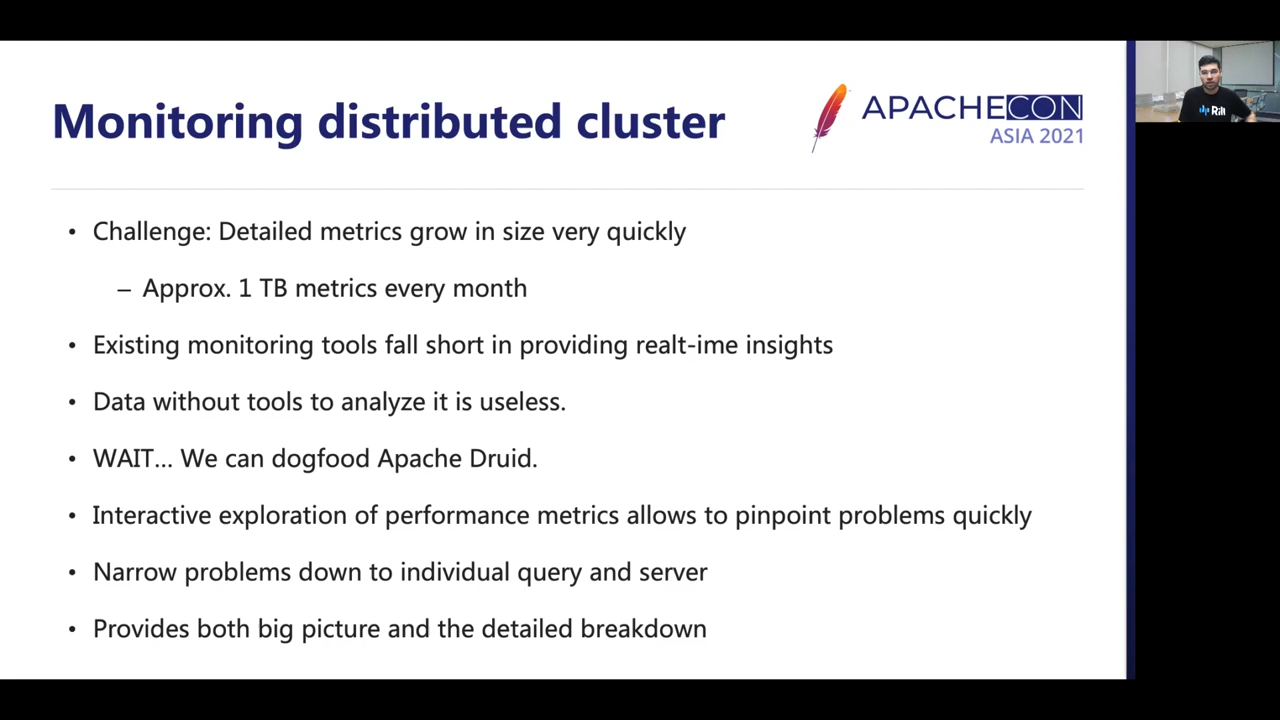 Monitoring distributed cluster
APACHECON
ASIA 2021
• Challenge: Detailed metrics grow in size very quickly
– Approx. 1 TB metrics every month
• Existing monitoring tools fall short in providing realt-ime insights
• Data without tools to analyze it is useless.
• WAIT... We can dogfood Apache Druid.
• Interactive exploration of performance metrics allows to pinpoint problems quickly
• Narrow problems down to individual query and server
• Provides both big picture and the detailed breakdown
Rill